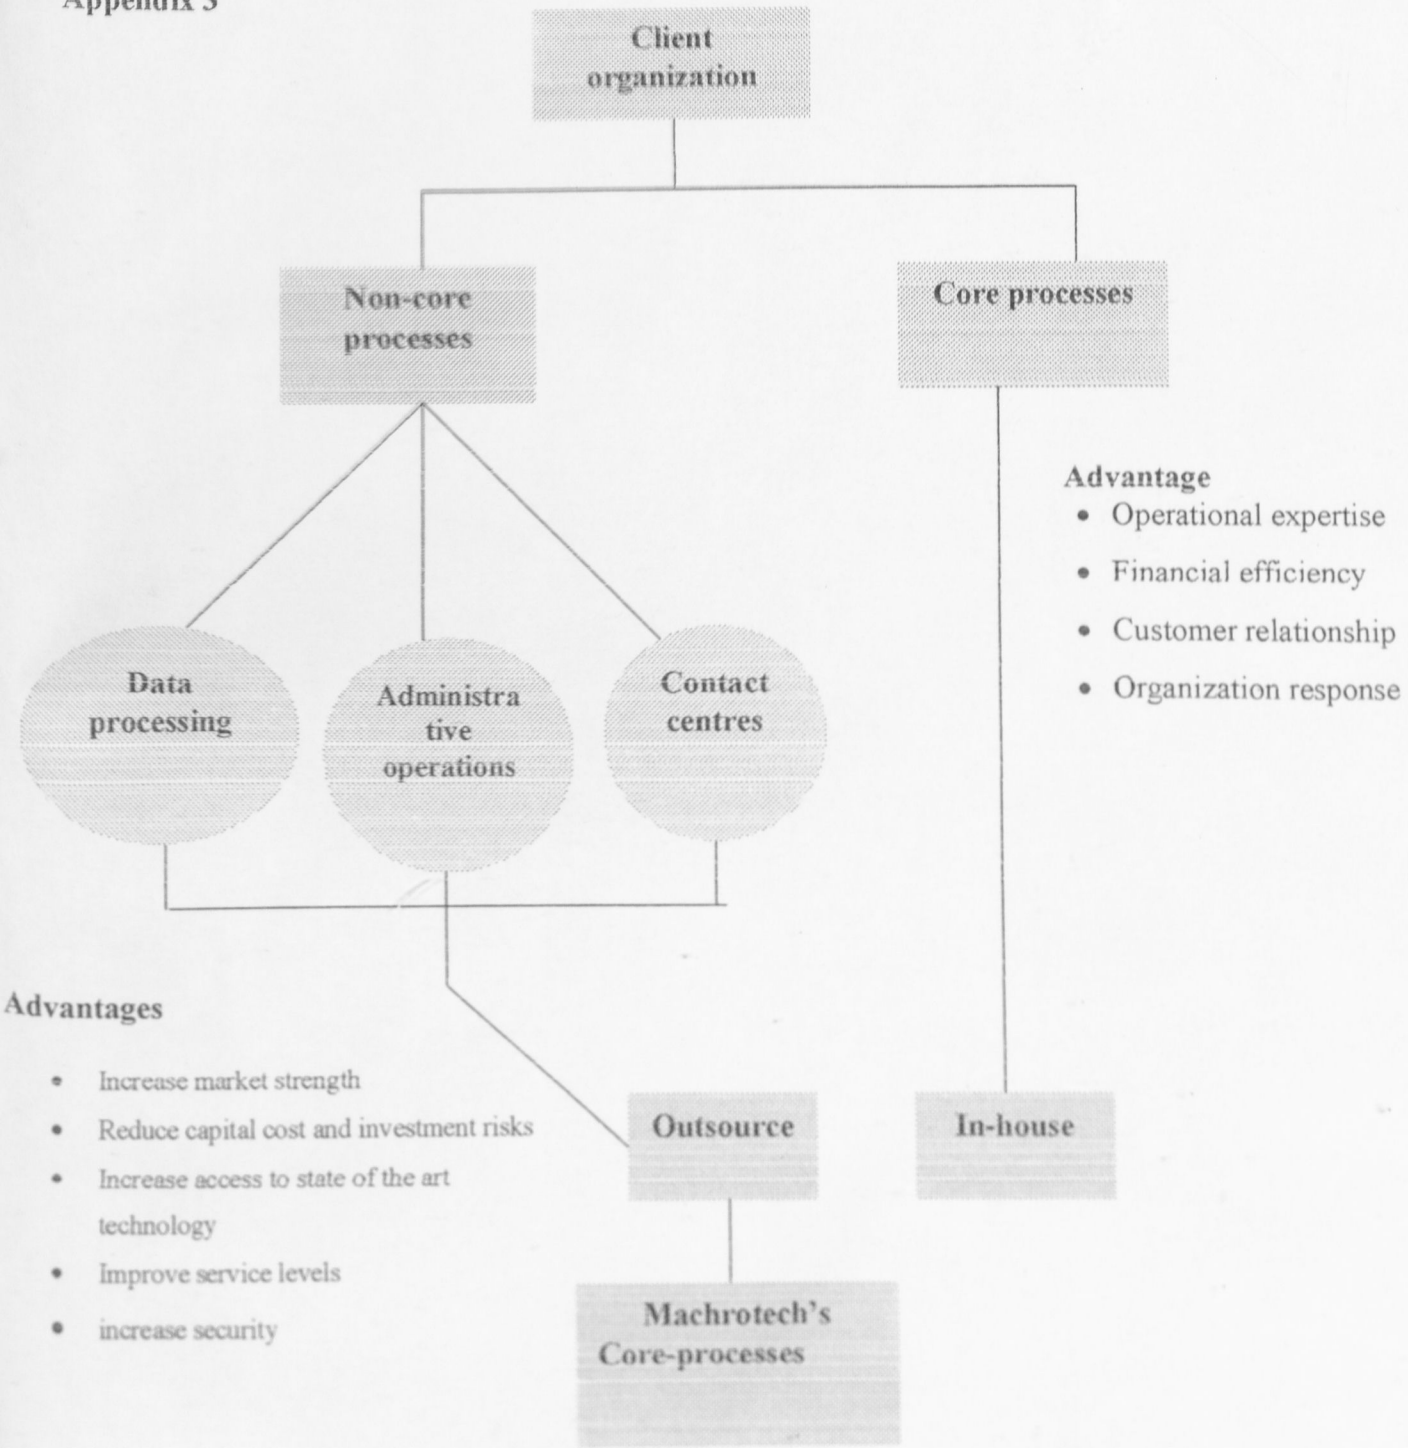 Appendix 3
Client
organization
Non-core
processes
Core processes
Advantage
• Operational expertise
• Financial efficiency
• Customer relationship
• Organization response
Data
processing
Administra
tive
operations
Contact
centres
Advantages
• Increase market strength
• Reduce capital cost and investment risks
• Increase access to state of the art
technology
• Improve service levels
• increase security
Outsource
In-house
Machrotech's
Core-processes